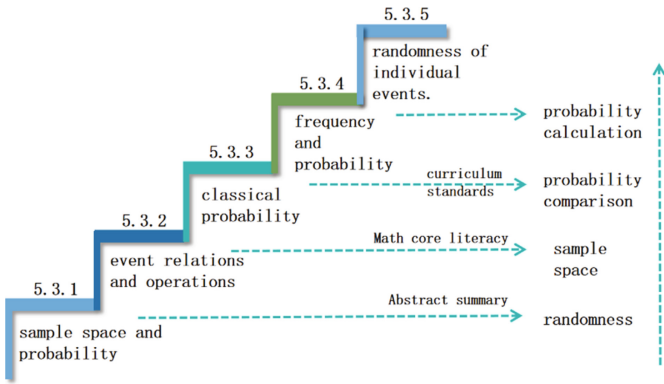 5.3.5
randomness of
individual
events.
5.3.4
frequency and
and
probability
5.3.3
classical
probability
5.3.2
event relations
and operations
5.3.1
sample space and
probability
curriculum
standards
Math core literacy
Abstract summary
probability
calculation
probability
comparison
sample
space
randomness